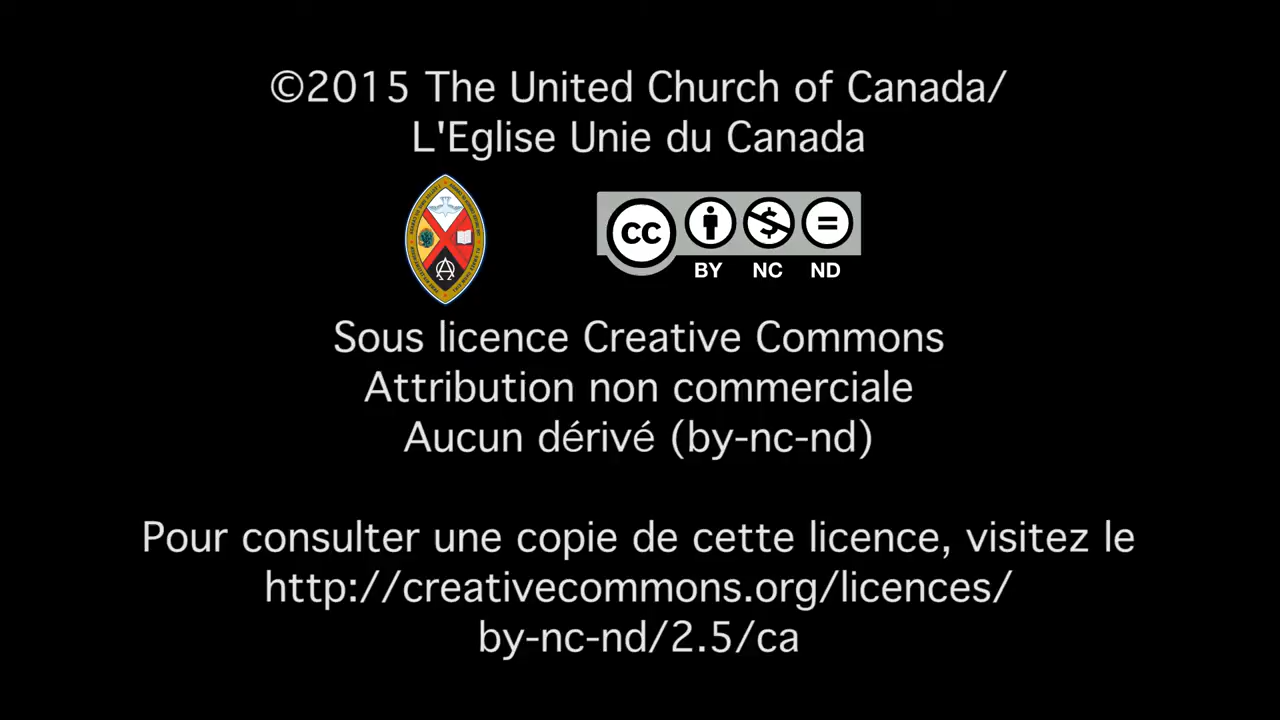 ©2015 The United Church of Canada/
L'Eglise Unie du Canada
CC BY NC ND
Sous licence Creative Commons
Attribution non commerciale
Aucun dérivé (by-nc-nd)
Pour consulter une copie de cette licence, visitez le
http://creativecommons.org/licences/
by-nc-nd/2.5/ca